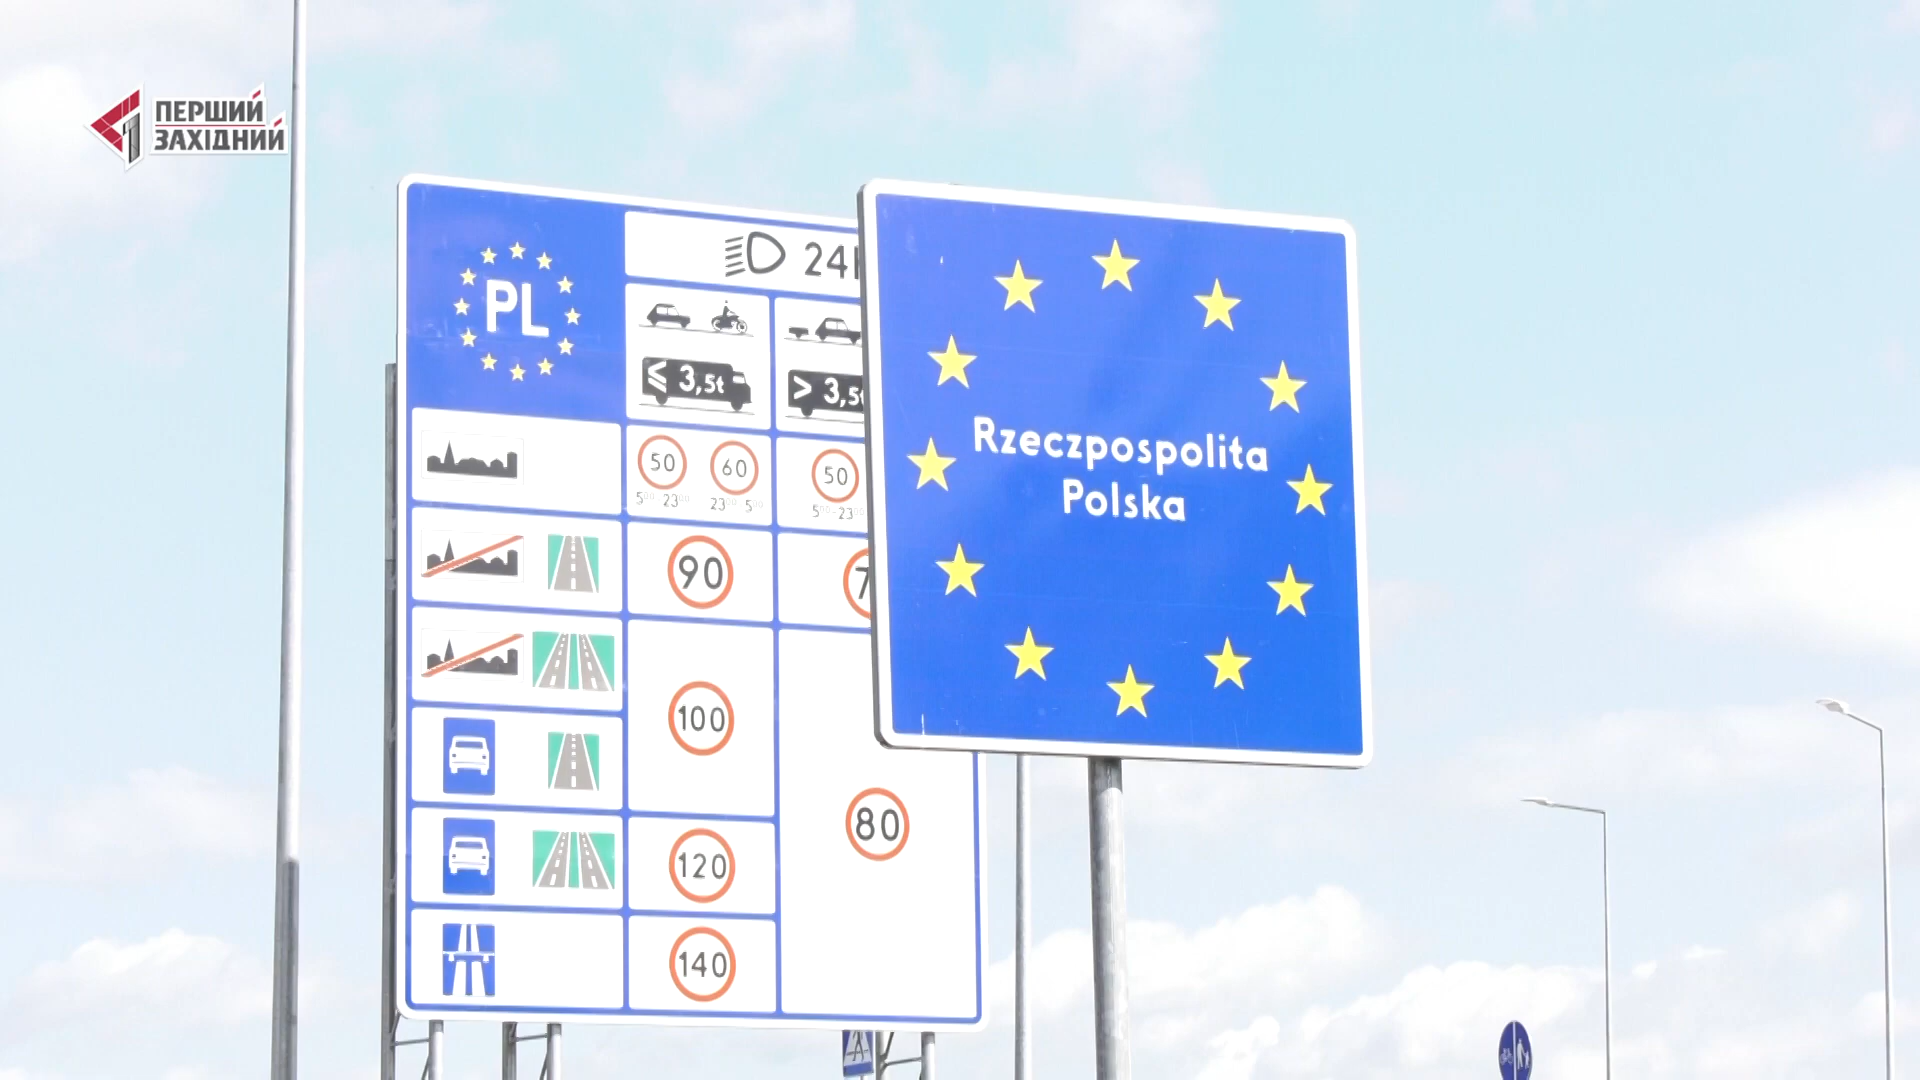 ПЕРШИЙ
ЗАХІДНИЙ
PL
24
≤ 3,5t
> 3,5t
50 60 50
5⁰⁰-23⁰⁰ 23⁰⁰-5⁰⁰ 5⁰⁰-23⁰⁰
90
100
80
120
140
Rzeczpospolita
Polska